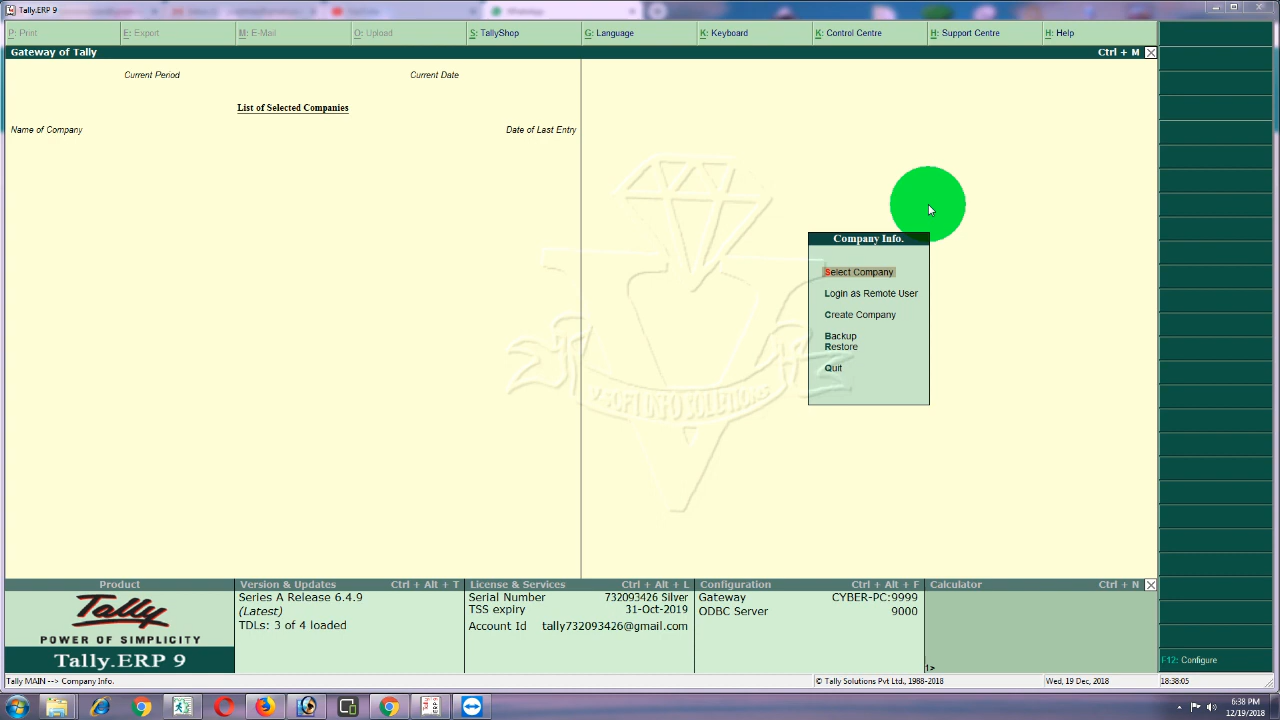 Tally.ERP 9
P: Print
E: Export
M: E-Mail
O: Upload
S: TallyShop
G: Language
K: Keyboard
K: Control Centre
H: Support Centre
H: Help
Gateway of Tally
Ctrl + M
Current Period
Current Date
List of Selected Companies
Name of Company
Date of Last Entry
Company Info.
Select Company
Login as Remote User
Create Company
Backup
Restore
Quit
Product
Tally
POWER OF SIMPLICITY
Tally.ERP 9
Version & Updates
Ctrl + Alt + T
Series A Release 6.4.9
(Latest)
TDLs: 3 of 4 loaded
License & Services
Ctrl + Alt + L
Serial Number
732093426 Silver
TSS expiry
31-Oct-2019
Account Id
tally732093426@gmail.com
Configuration
Ctrl + Alt + F
Gateway
CYBER-PC:9999
ODBC Server
9000
Calculator
Ctrl + N
1>
F12: Configure
Tally MAIN --> Company Info.
© Tally Solutions Pvt Ltd., 1988-2018
Wed, 19 Dec, 2018
18:38:05
6:38 PM
12/19/2018